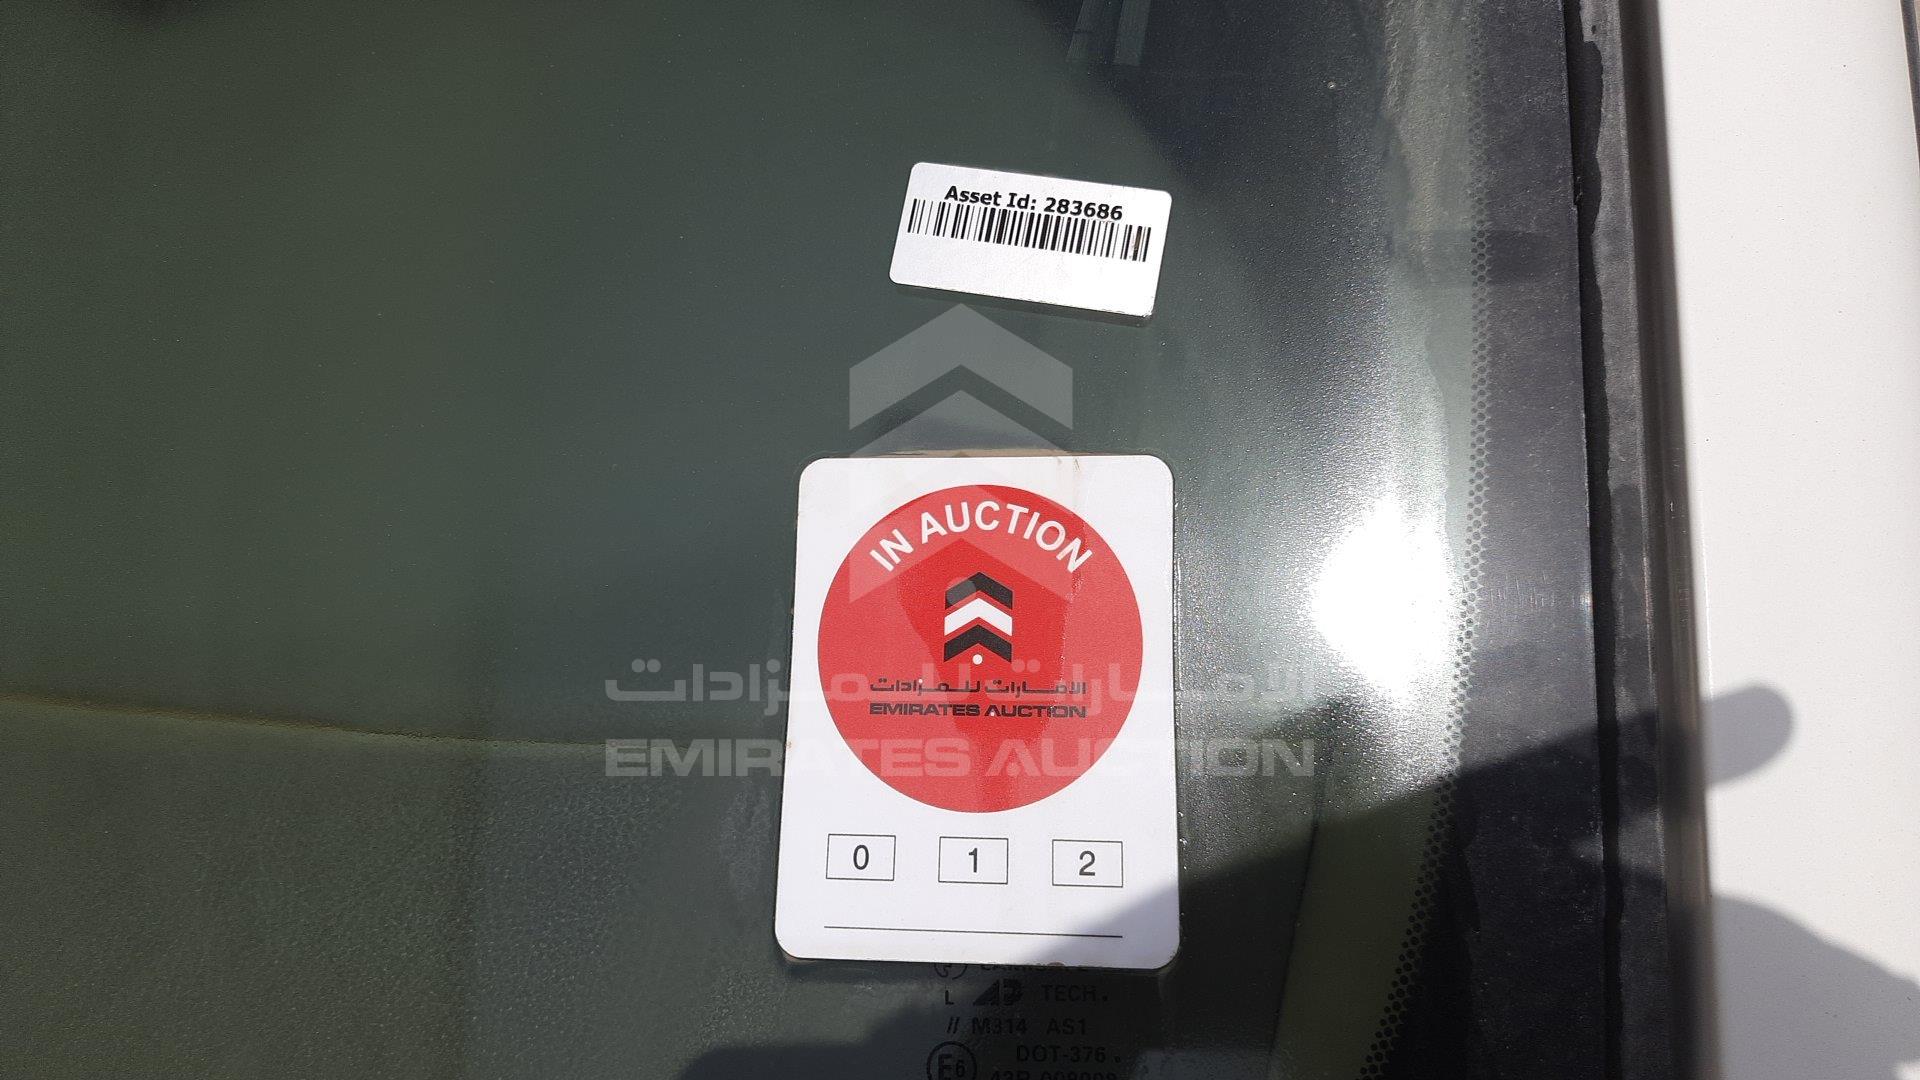 Asset Id: 283686
IN AUCTION
الامارات للمزادات
EMIRATES AUCTION
الامارات للمزادات
EMIRATES AUCTION
0 1 2
L TECH.
// M314 AS1
DOT-376
E6